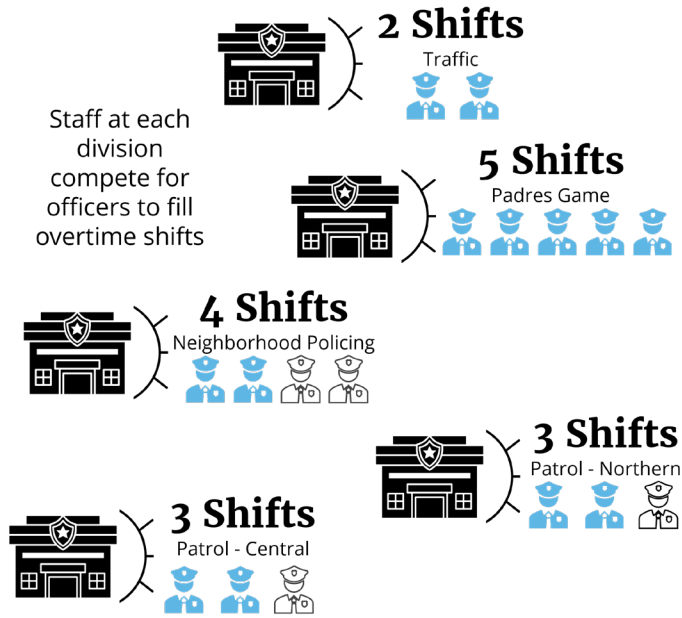 2 Shifts
Traffic
Staff at each
division
compete for
officers to fill
overtime shifts
5 Shifts
Padres Game
4 Shifts
Neighborhood Policing
3 Shifts
Patrol - Northern
3 Shifts
Patrol - Central